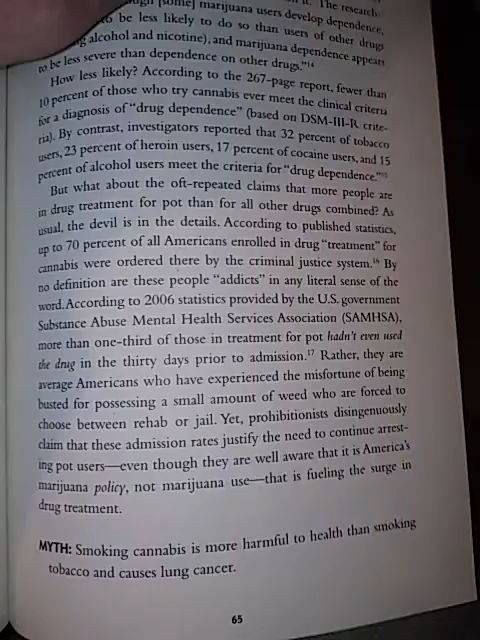 [some] marijuana users develop dependence,
be less likely to do so than users of other drugs
alcohol and nicotine), and marijuana dependence appears
to be less severe than dependence on other drugs."14
How less likely? According to the 267-page report, fewer than
10 percent of those who try cannabis ever meet the clinical criteria
for a diagnosis of "drug dependence" (based on DSM-III-R crite-
ria). By contrast, investigators reported that 32 percent of tobacco
users, 23 percent of heroin users, 17 percent of cocaine users, and 15
percent of alcohol users meet the criteria for "drug dependence."15
But what about the oft-repeated claims that more people are
in drug treatment for pot than for all other drugs combined? As
usual, the devil is in the details. According to published statistics,
up to 70 percent of all Americans enrolled in drug "treatment" for
cannabis were ordered there by the criminal justice system.16 By
no definition are these people "addicts" in any literal sense of the
word. According to 2006 statistics provided by the U.S. government
Substance Abuse Mental Health Services Association (SAMHSA),
more than one-third of those in treatment for pot hadn't even used
the drug in the thirty days prior to admission.17 Rather, they are
average Americans who have experienced the misfortune of being
busted for possessing a small amount of weed who are forced to
choose between rehab or jail. Yet, prohibitionists disingenuously
claim that these admission rates justify the need to continue arrest-
ing pot users—even though they are well aware that it is America's
marijuana policy, not marijuana use—that is fueling the surge in
drug treatment.
MYTH: Smoking cannabis is more harmful to health than smoking
tobacco and causes lung cancer.
65